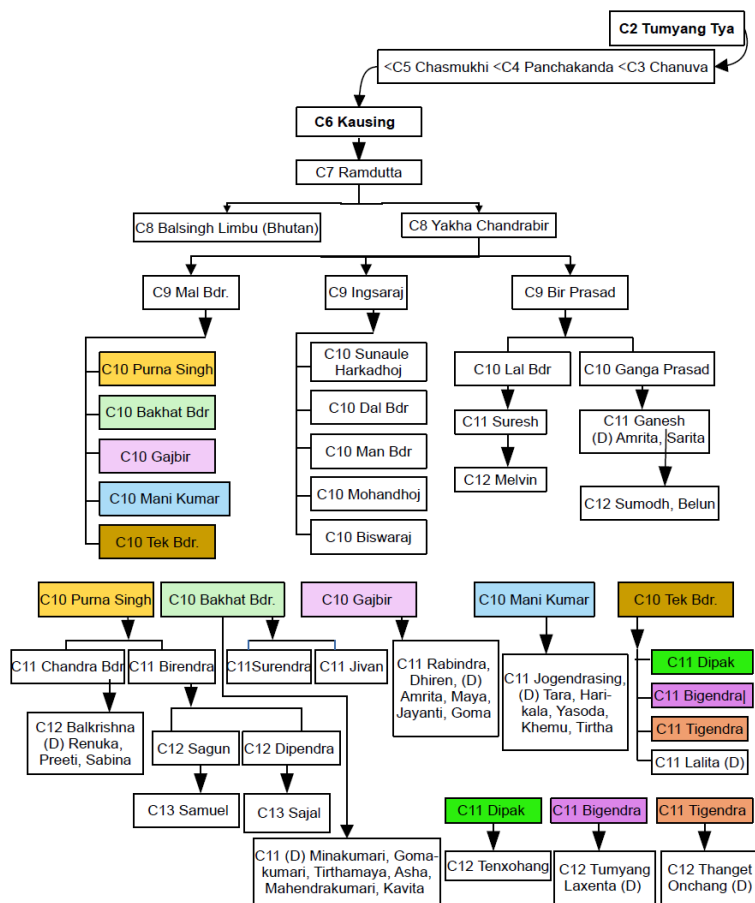 C2 Tumyang Tya
<C5 Chasmukhi <C4 Panchakanda <C3 Chanuva
C6 Kausing
C7 Ramdutta
C8 Balsingh Limbu (Bhutan)
C8 Yakha Chandrabir
C9 Mal Bdr.
C9 Ingsaraj
C9 Bir Prasad
C10 Purna Singh
C10 Bakhat Bdr
C10 Gajbir
C10 Mani Kumar
C10 Tek Bdr.
C10 Sunaule
Harkadhoj
C10 Dal Bdr
C10 Man Bdr
C10 Mohandhoj
C10 Biswaraj
C10 Lal Bdr
C10 Ganga Prasad
C11 Suresh
C11 Ganesh
(D) Amrita, Sarita
C12 Melvin
C12 Sumodh, Belun
C10 Purna Singh
C10 Bakhat Bdr.
C10 Gajbir
C10 Mani Kumar
C10 Tek Bdr.
C11 Chandra Bdr
C11 Birendra
C11Surendra
C11 Jivan
C11 Rabindra,
Dhiren, (D)
Amrita, Maya,
Jayanti, Goma
C11 Jogendrasing,
(D) Tara, Hari-
kala, Yasoda,
Khemu, Tirtha
C11 Dipak
C11 Bigendra|
C11 Tigendra
C11 Lalita (D)
C12 Balkrishna
(D) Renuka,
Preeti, Sabina
C12 Sagun
C12 Dipendra
C13 Samuel
C13 Sajal
C11 (D) Minakumari, Goma-
kumari, Tirthamaya, Asha,
Mahendrakumari, Kavita
C11 Dipak
C11 Bigendra
C11 Tigendra
C12 Tenxohang
C12 Tumyang
Laxenta (D)
C12 Thanget
Onchang (D)